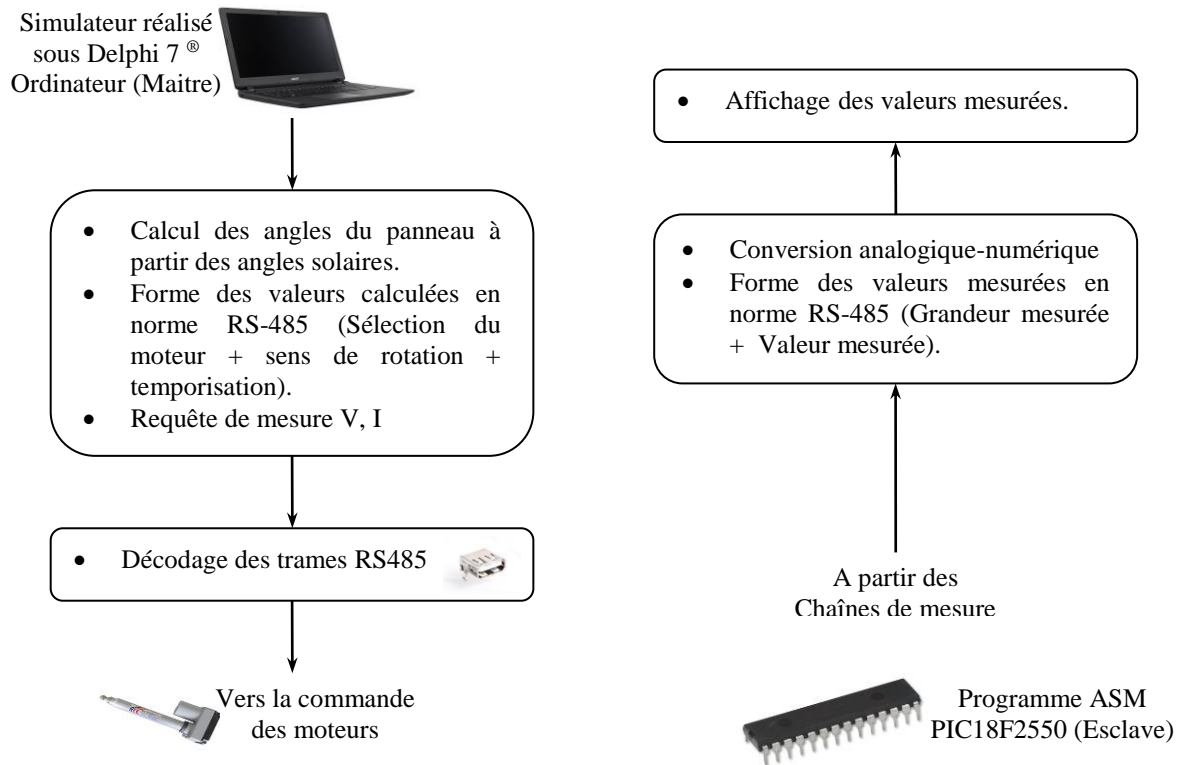 Simulateur réalisé
sous Delphi 7 ®
Ordinateur (Maitre)
• Calcul des angles du panneau à
partir des angles solaires.
• Forme des valeurs calculées en
norme RS-485 (Sélection du
moteur + sens de rotation +
temporisation).
• Requête de mesure V, I
• Décodage des trames RS485
Vers la commande
des moteurs
• Affichage des valeurs mesurées.
• Conversion analogique-numérique
• Forme des valeurs mesurées en
norme RS-485 (Grandeur mesurée
+ Valeur mesurée).
A partir des
Chaînes de mesure
Programme ASM
PIC18F2550 (Esclave)